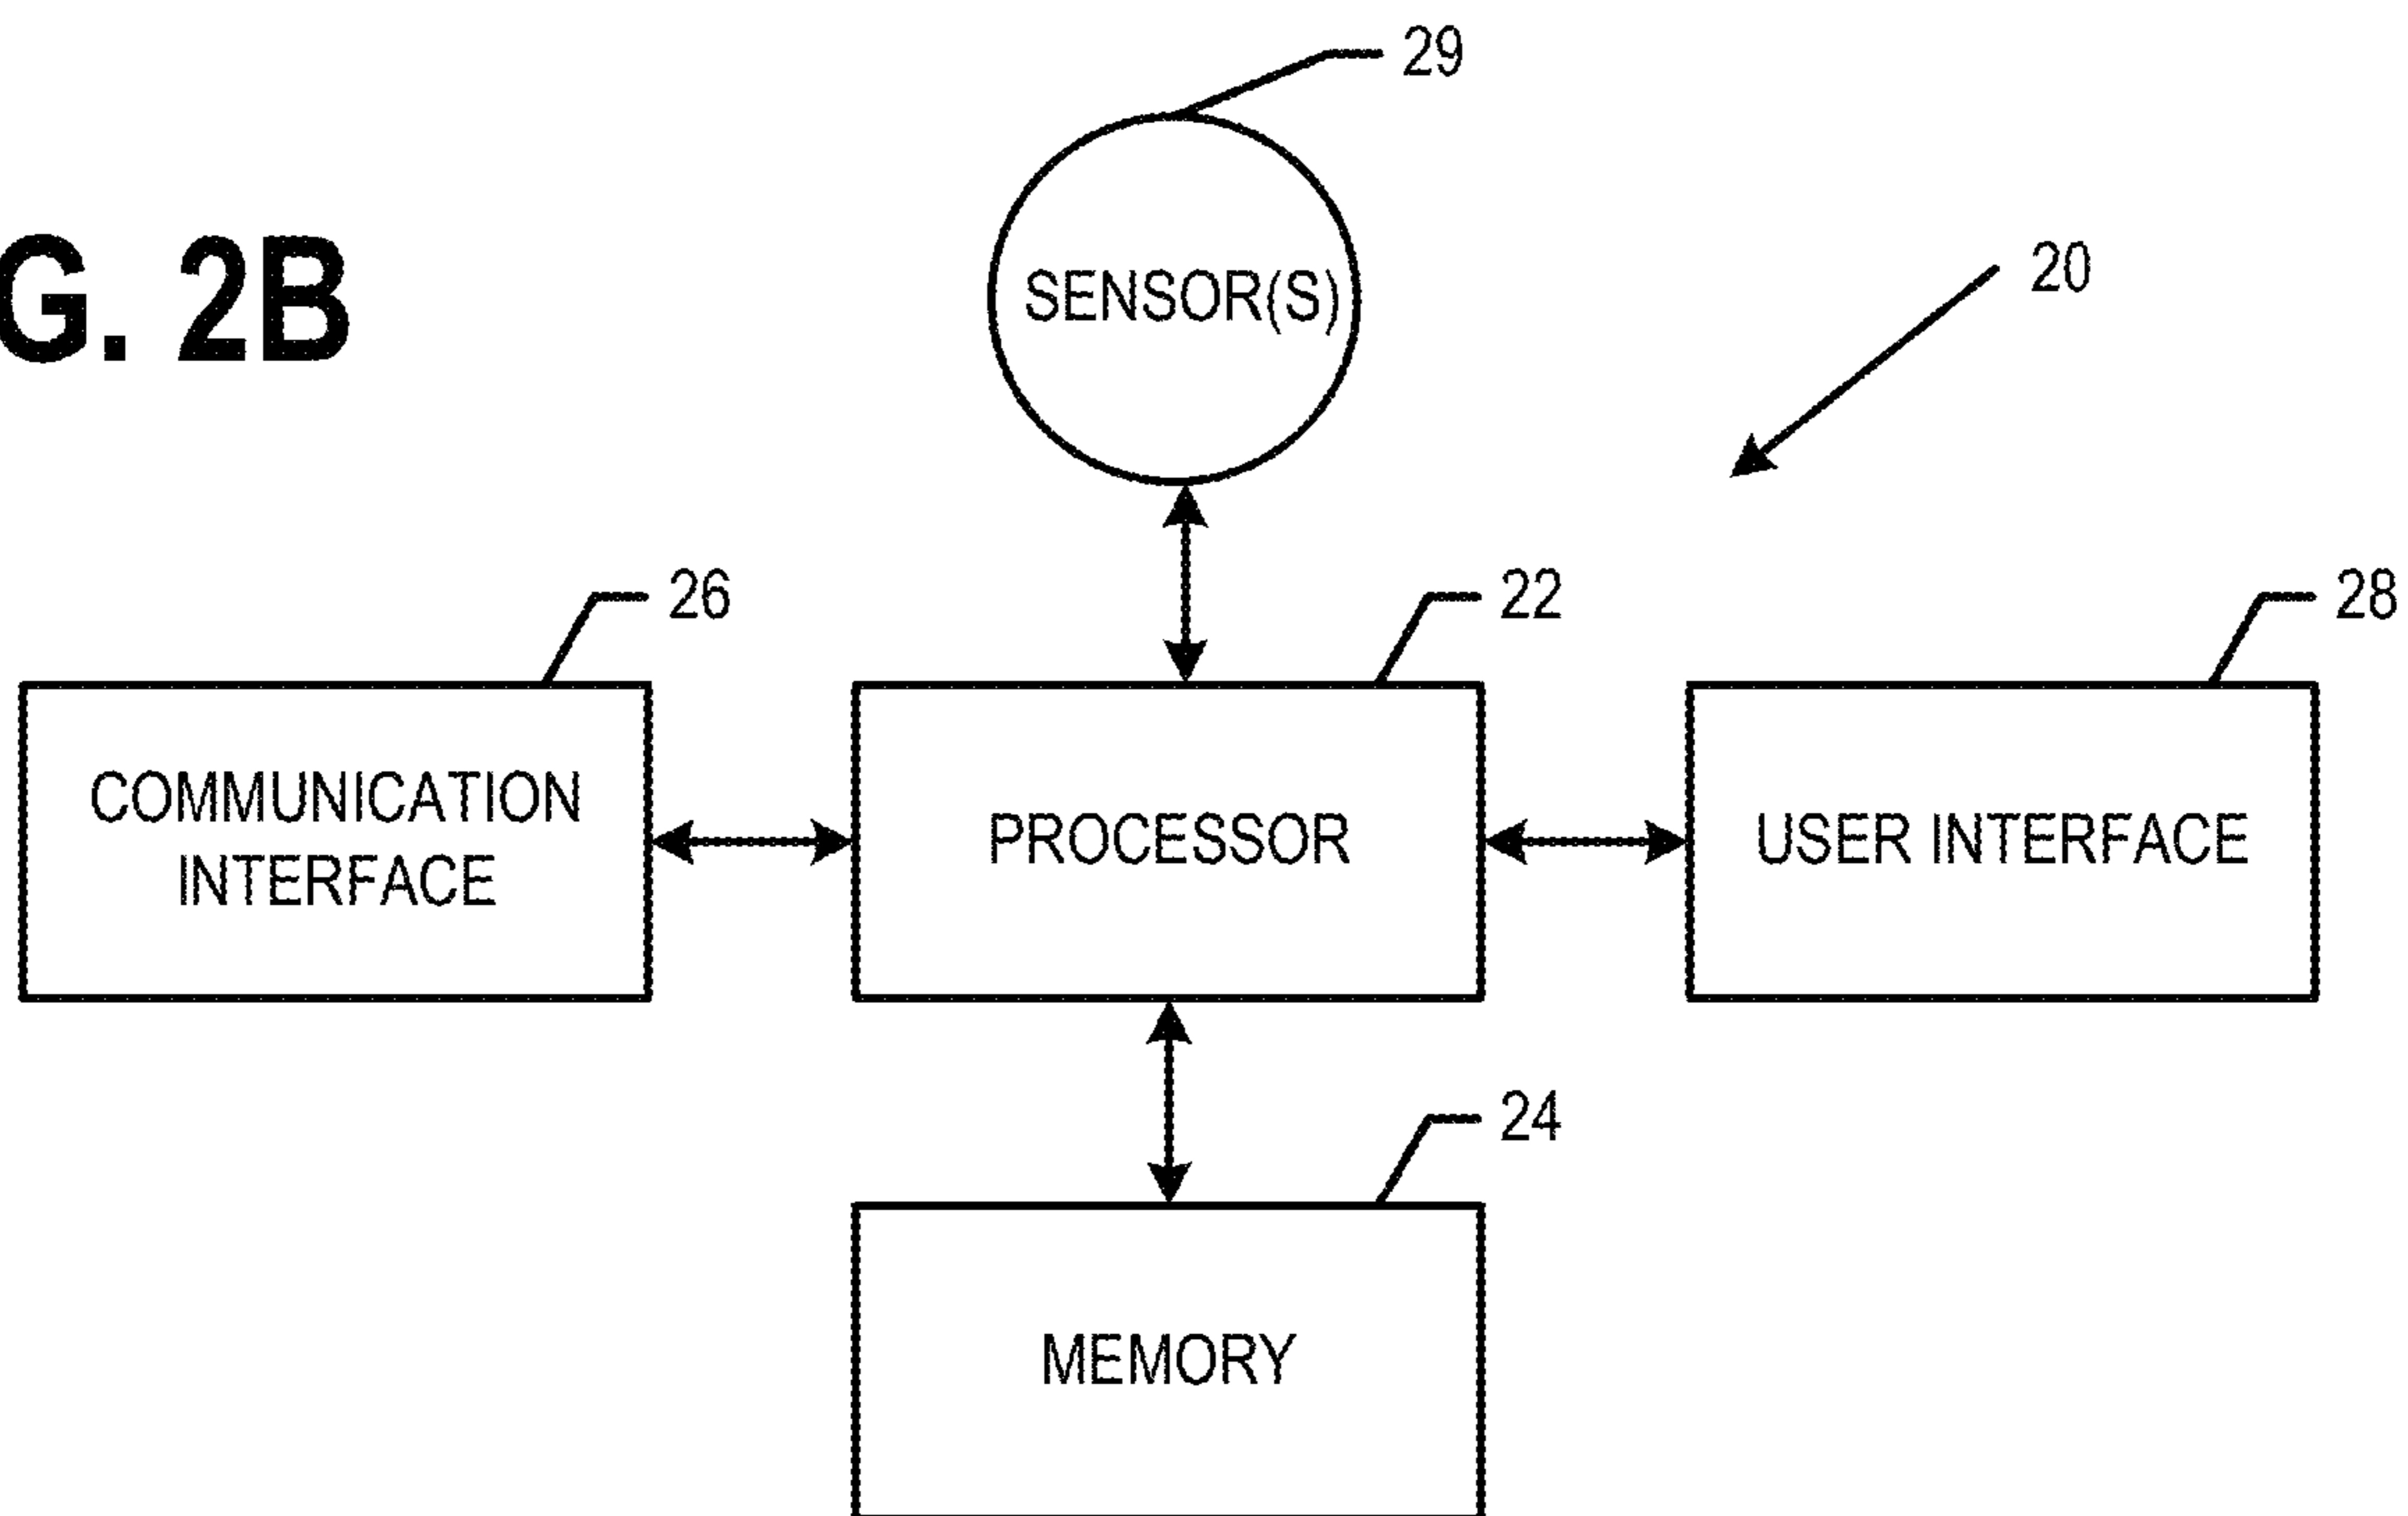 29
G. 2B
SENSOR(S)
20
26
22
28
COMMUNICATION
INTERFACE
PROCESSOR
USER INTERFACE
24
MEMORY